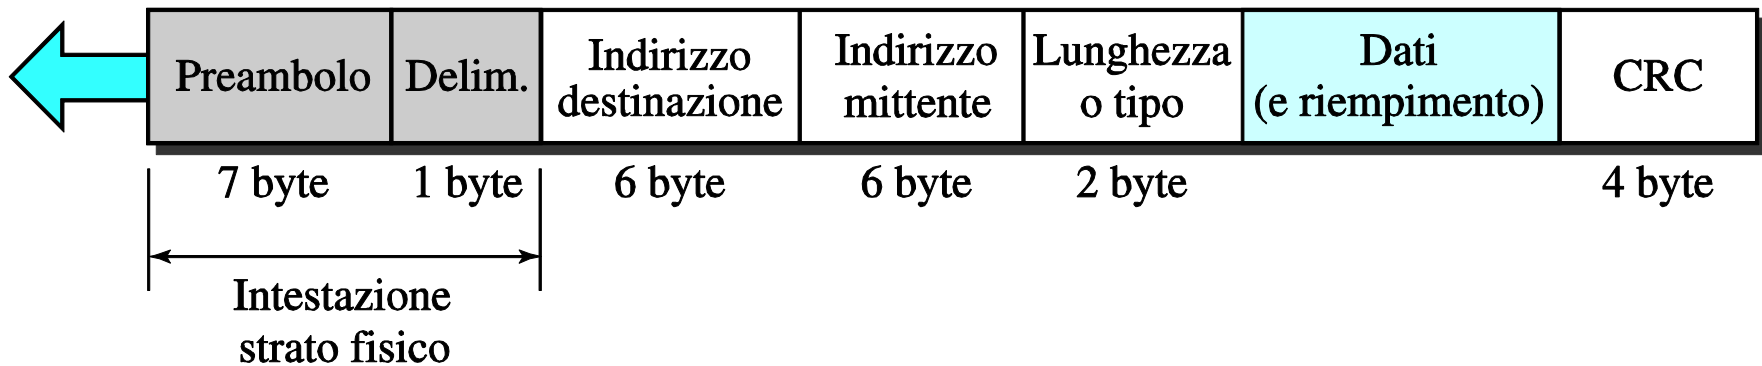 Preambolo
Delim.
Indirizzo
destinazione
Indirizzo
mittente
Lunghezza
o tipo
Dati
(e riempimento)
CRC
7 byte
1 byte
6 byte
6 byte
2 byte
4 byte
Intestazione
strato fisico